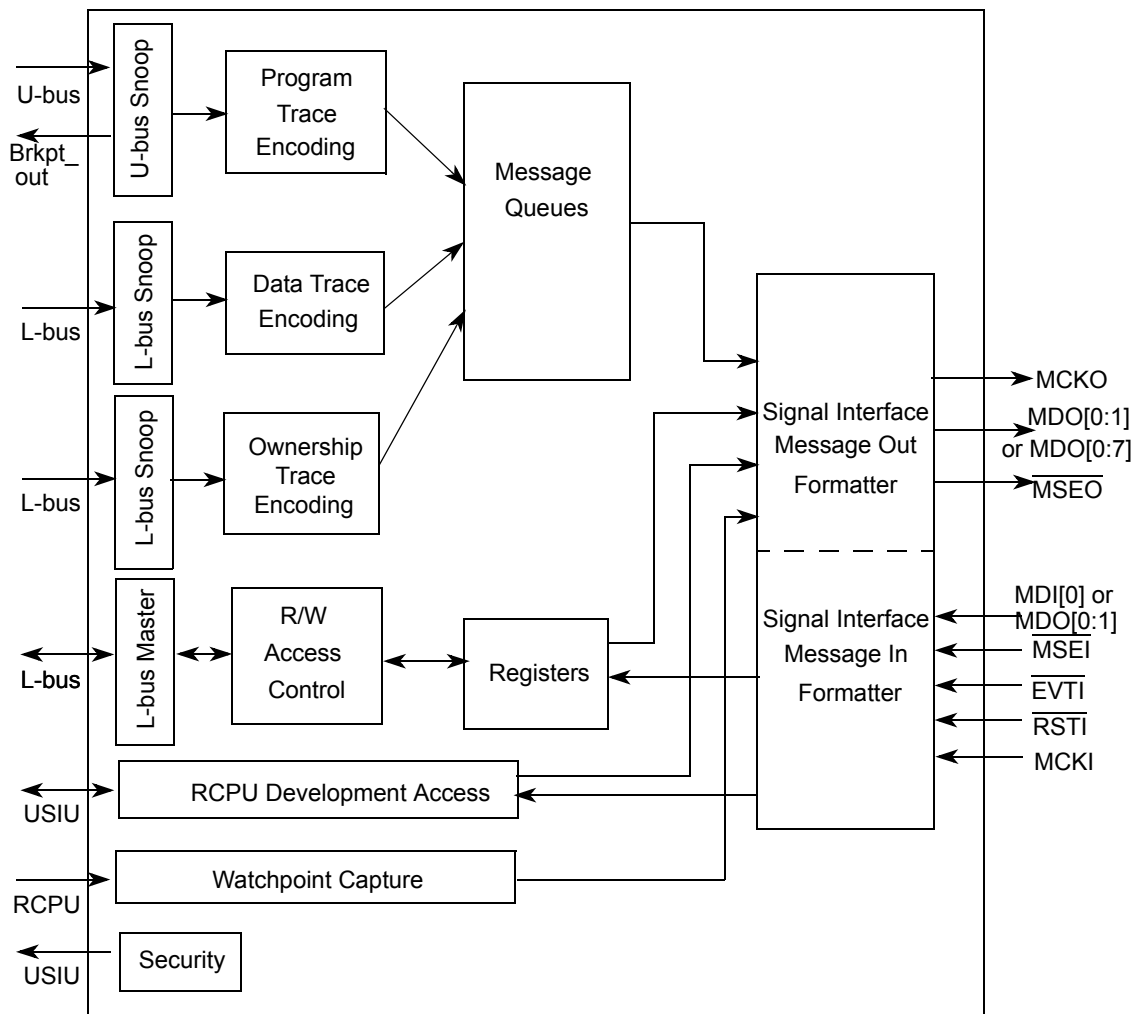 U-bus
Brkpt_
out
U-bus Snoop
Program
Trace
Encoding
Message
Queues
L-bus
L-bus Snoop
Data Trace
Encoding
L-bus
L-bus Snoop
Ownership
Trace
Encoding
Signal Interface
Message Out
Formatter
MCKO
MDO[0:1]
or MDO[0:7]
MSEO
L-bus
L-bus Master
R/W
Access
Control
Registers
Signal Interface
Message In
Formatter
MDI[0] or
MDO[0:1]
MSEI
EVTI
RSTI
MCKI
USIU
RCPU Development Access
RCPU
Watchpoint Capture
USIU
Security